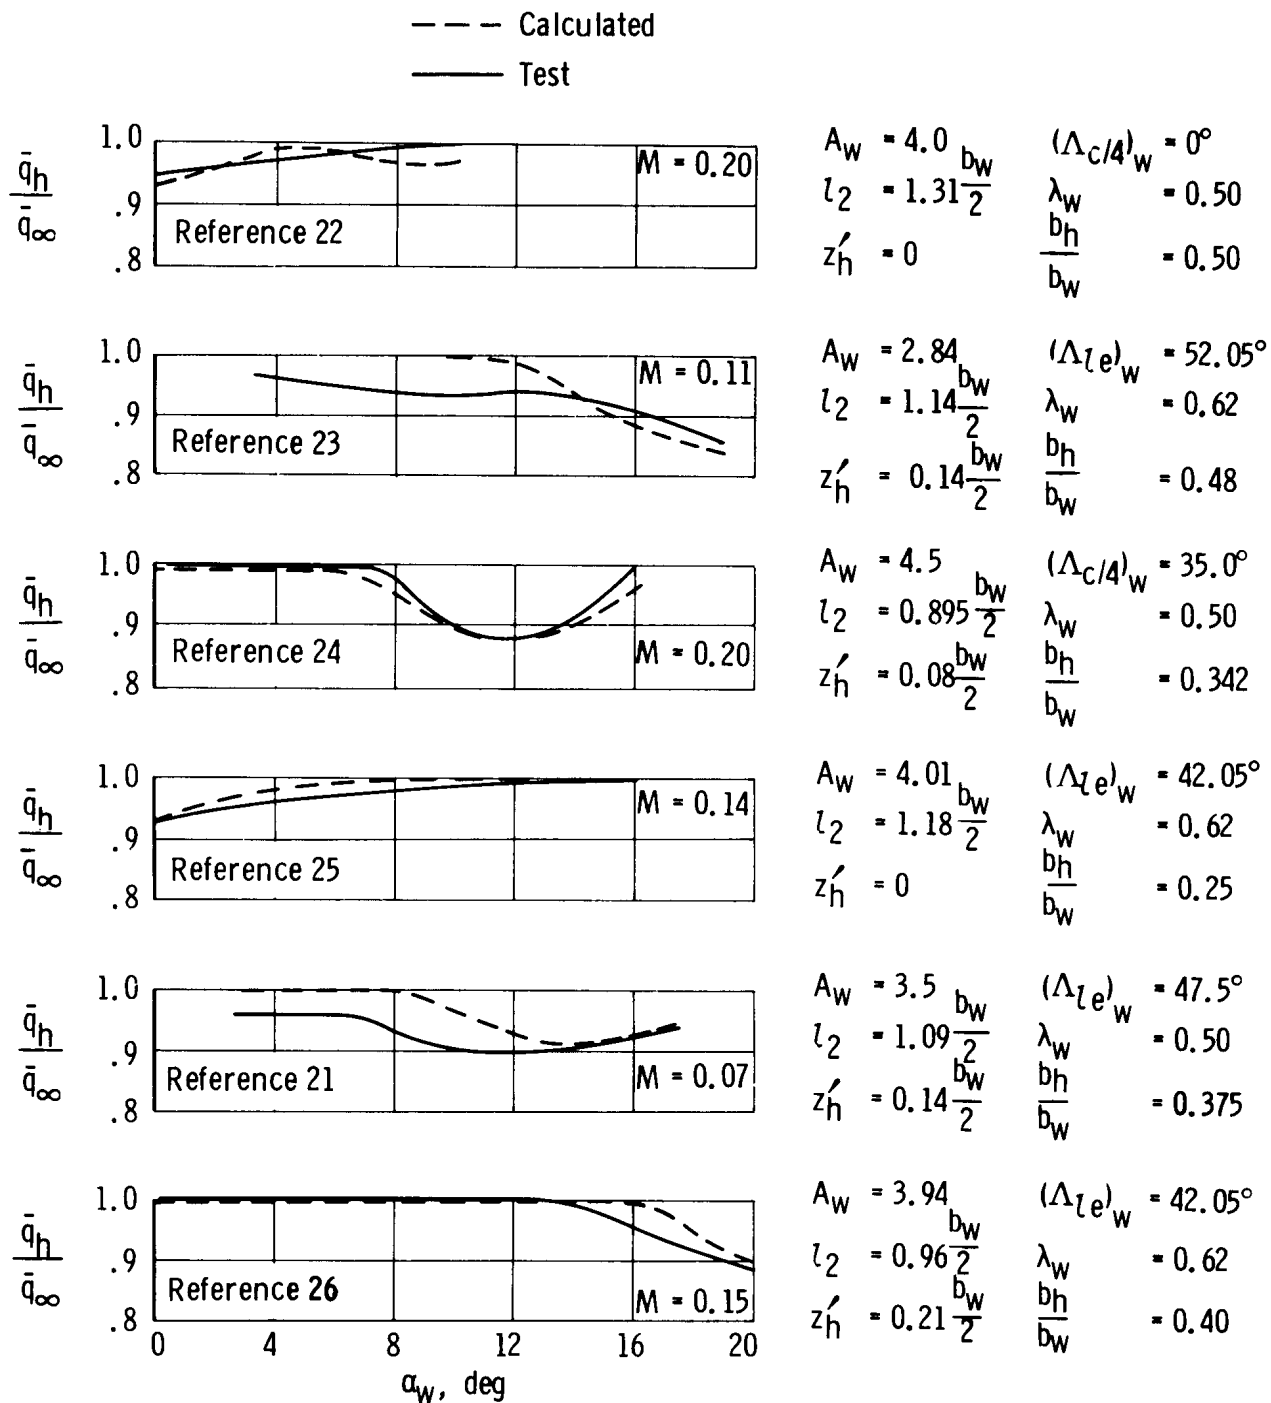 Calculated
Test
1.0
.9
.8
q̄h / q̄∞
M = 0.20
Reference 22
Aw = 4.0
l2 = 1.31 bw/2
z′h = 0
(Λc/4)w = 0°
λw = 0.50
bh/bw = 0.50
1.0
.9
.8
q̄h / q̄∞
M = 0.11
Reference 23
Aw = 2.84
l2 = 1.14 bw/2
z′h = 0.14 bw/2
(Λle)w = 52.05°
λw = 0.62
bh/bw = 0.48
1.0
.9
.8
q̄h / q̄∞
Reference 24
M = 0.20
Aw = 4.5
l2 = 0.895 bw/2
z′h = 0.08 bw/2
(Λc/4)w = 35.0°
λw = 0.50
bh/bw = 0.342
1.0
.9
.8
q̄h / q̄∞
M = 0.14
Reference 25
Aw = 4.01
l2 = 1.18 bw/2
z′h = 0
(Λle)w = 42.05°
λw = 0.62
bh/bw = 0.25
1.0
.9
.8
q̄h / q̄∞
Reference 21
M = 0.07
Aw = 3.5
l2 = 1.09 bw/2
z′h = 0.14 bw/2
(Λle)w = 47.5°
λw = 0.50
bh/bw = 0.375
1.0
.9
.8
q̄h / q̄∞
Reference 26
M = 0.15
Aw = 3.94
l2 = 0.96 bw/2
z′h = 0.21 bw/2
(Λle)w = 42.05°
λw = 0.62
bh/bw = 0.40
0 4 8 12 16 20
αw, deg